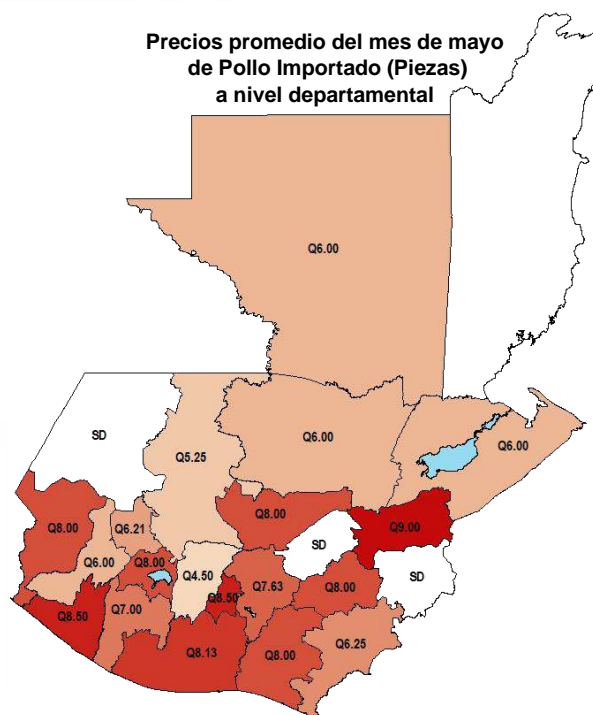 Precios promedio del mes de mayo
de Pollo Importado (Piezas)
a nivel departamental
Q6.00
SD
Q5.25
Q6.00
Q6.00
Q8.00
Q6.21
Q8.00
Q9.00
SD
Q6.00
Q8.00
Q4.50
Q7.63
Q8.00
SD
Q8.50
Q7.00
Q8.50
Q8.13
Q8.00
Q6.25